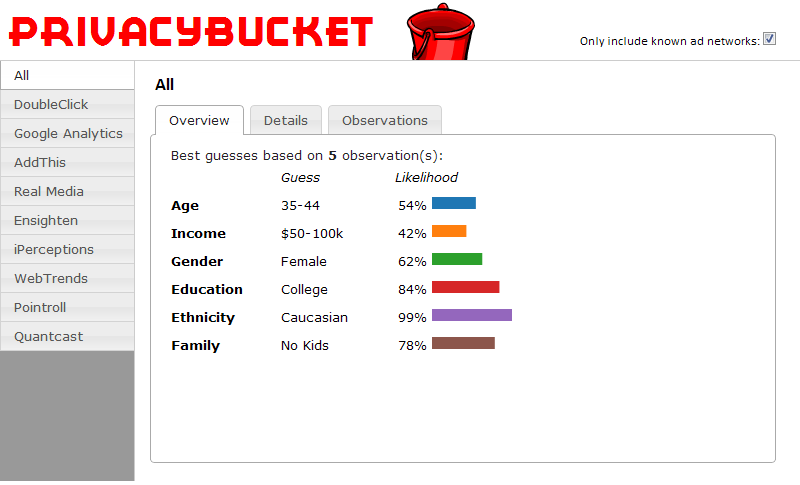 PRIVACYBUCKET
Only include known ad networks:
All
DoubleClick
Google Analytics
AddThis
Real Media
Ensighten
iPerceptions
WebTrends
Pointroll
Quantcast
All
Overview Details Observations
Best guesses based on 5 observation(s):
Guess Likelihood
Age 35-44 54%
Income $50-100k 42%
Gender Female 62%
Education College 84%
Ethnicity Caucasian 99%
Family No Kids 78%